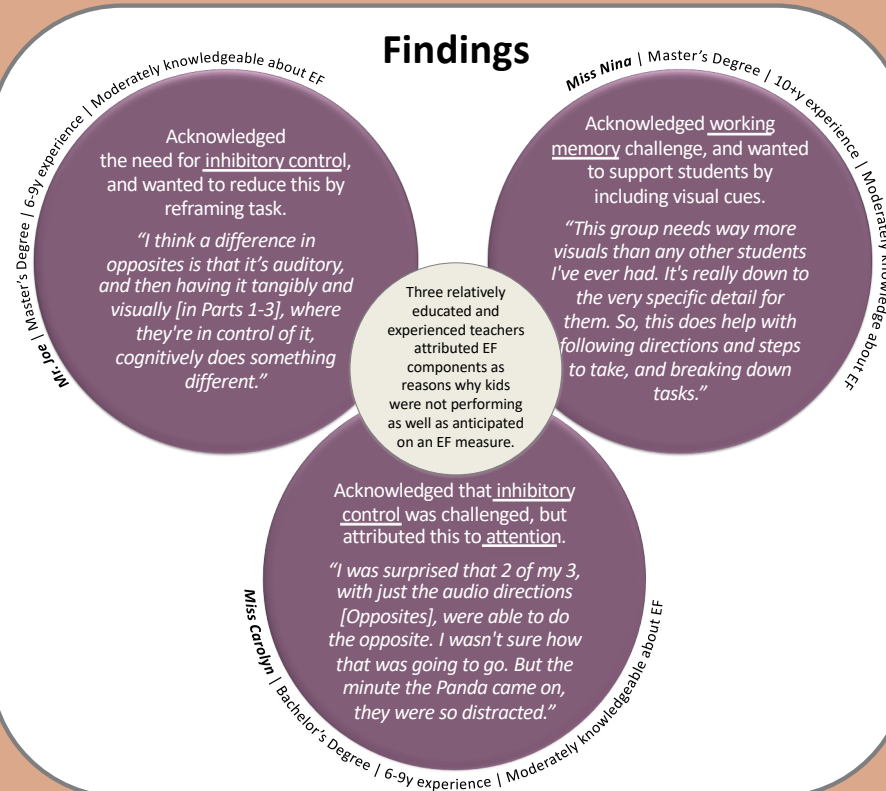 Findings
Mr. Joe | Master's Degree | 6-9y experience | Moderately knowledgeable about EF
Acknowledged
the need for inhibitory control,
and wanted to reduce this by
reframing task.
“I think a difference in
opposites is that it's auditory,
and then having it tangibly and
visually [in Parts 1-3], where
they're in control of it,
cognitively does something
different.”
Miss Nina | Master's Degree | 10+y experience | Moderately Knowledge about EF
Acknowledged working
memory challenge, and wanted
to support students by
including visual cues.
“This group needs way more
visuals than any other students
I've ever had. It's really down to
the very specific detail for
them. So, this does help with
following directions and steps
to take, and breaking down
tasks.”
Three relatively
educated and
experienced teachers
attributed EF
components as
reasons why kids
were not performing
as well as anticipated
on an EF measure.
Acknowledged that inhibitory
control was challenged, but
attributed this to attention.
“I was surprised that 2 of my 3,
with just the audio directions
[Opposites], were able to do
the opposite. I wasn't sure how
that was going to go. But the
minute the Panda came on,
they were so distracted.”
Miss Carolyn | Bachelor's Degree | 6-9y experience | Moderately knowledgeable about EF